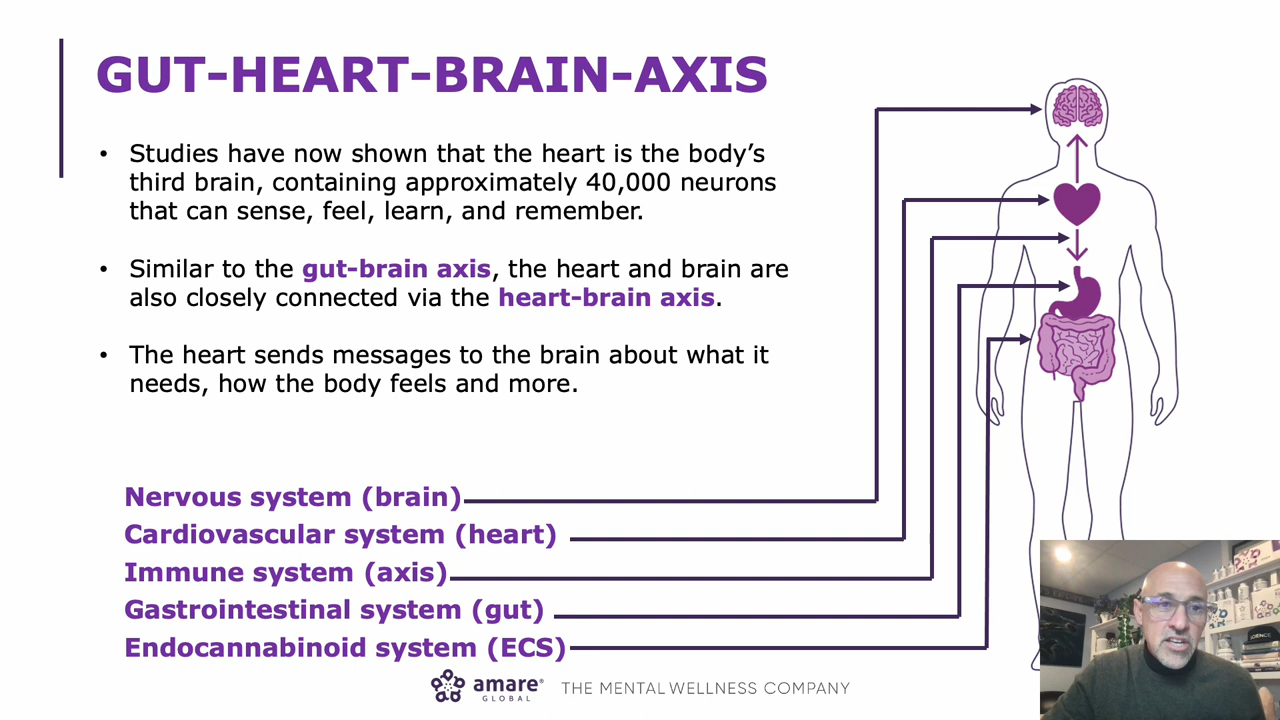 GUT-HEART-BRAIN-AXIS
• Studies have now shown that the heart is the body’s
third brain, containing approximately 40,000 neurons
that can sense, feel, learn, and remember.
• Similar to the gut-brain axis, the heart and brain are
also closely connected via the heart-brain axis.
• The heart sends messages to the brain about what it
needs, how the body feels and more.
Nervous system (brain)
Cardiovascular system (heart)
Immune system (axis)
Gastrointestinal system (gut)
Endocannabinoid system (ECS)
amare®
GLOBAL
THE MENTAL WELLNESS COMPANY
SCIENCE